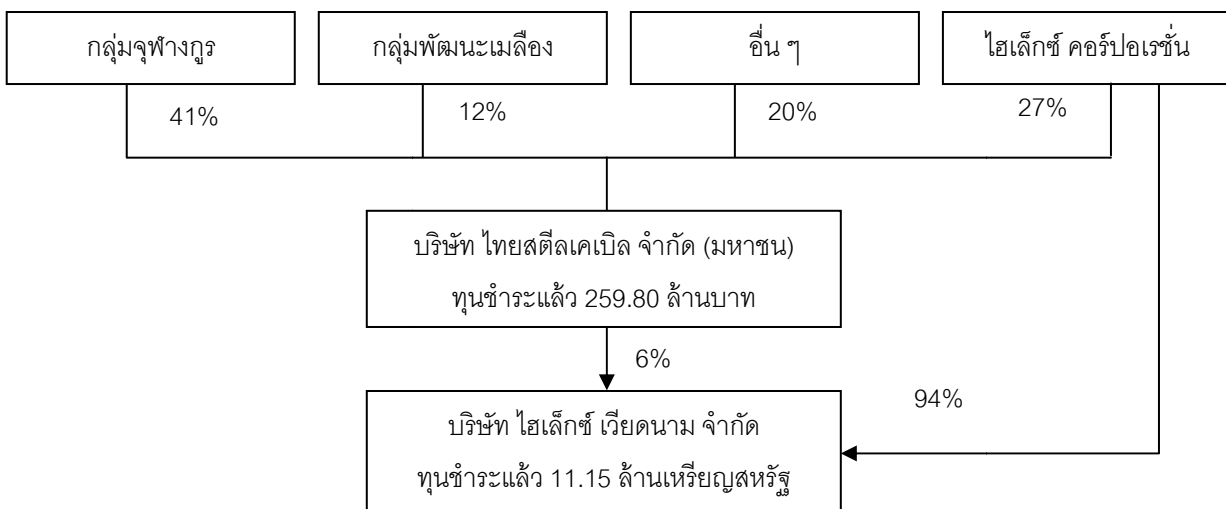 กลุ่มจุฬางกูร
กลุ่มพัฒนะเมลือง
อื่น ๆ
ไฮเล็กซ์ คอร์ปอเรชั่น
41%
12%
20%
27%
บริษัท ไทยสตีลเคเบิล จำกัด (มหาชน)
ทุนชำระแล้ว 259.80 ล้านบาท
6%
94%
บริษัท ไฮเล็กซ์ เวียดนาม จำกัด
ทุนชำระแล้ว 11.15 ล้านเหรียญสหรัฐ